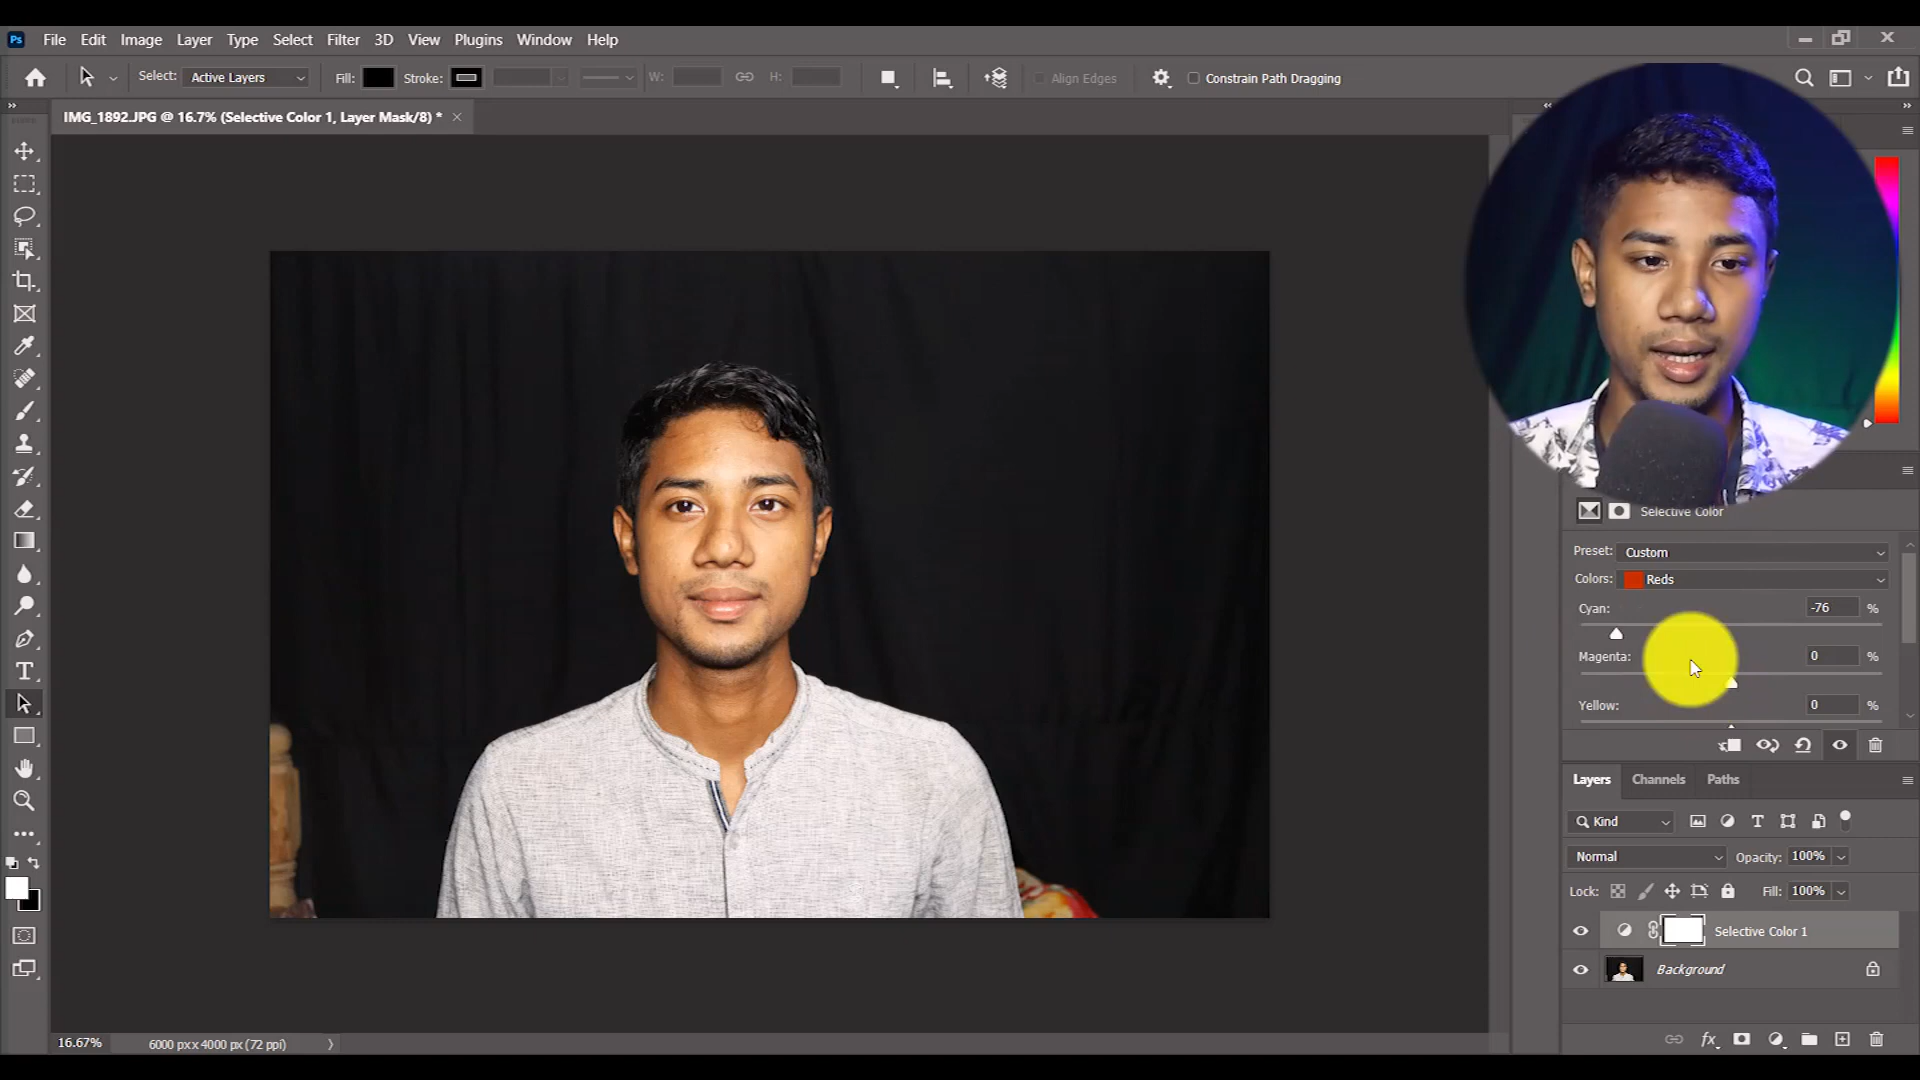 Ps File Edit Image Layer Type Select Filter 3D View Plugins Window Help
Select: Active Layers Fill: Stroke: W: H: Align Edges Constrain Path Dragging
IMG_1892.JPG @ 16.7% (Selective Color 1, Layer Mask/8) * ×
Selective Color
Preset: Custom
Colors: Reds
Cyan: -76 %
Magenta: 0 %
Yellow: 0 %
Layers Channels Paths
Kind
Normal Opacity: 100%
Lock: Fill: 100%
Selective Color 1
Background
fx
16.67% 6000 px x 4000 px (72 ppi)